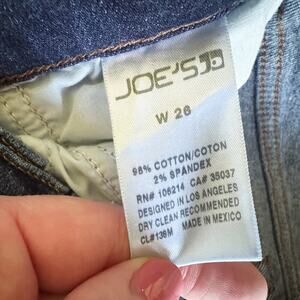 JOE'S
W 26
98% COTTON/COTON
2% SPANDEX
RN# 106214 CA# 35037
DESIGNED IN LOS ANGELES
DRY CLEAN RECOMMENDED
CL#136M MADE IN MEXICO